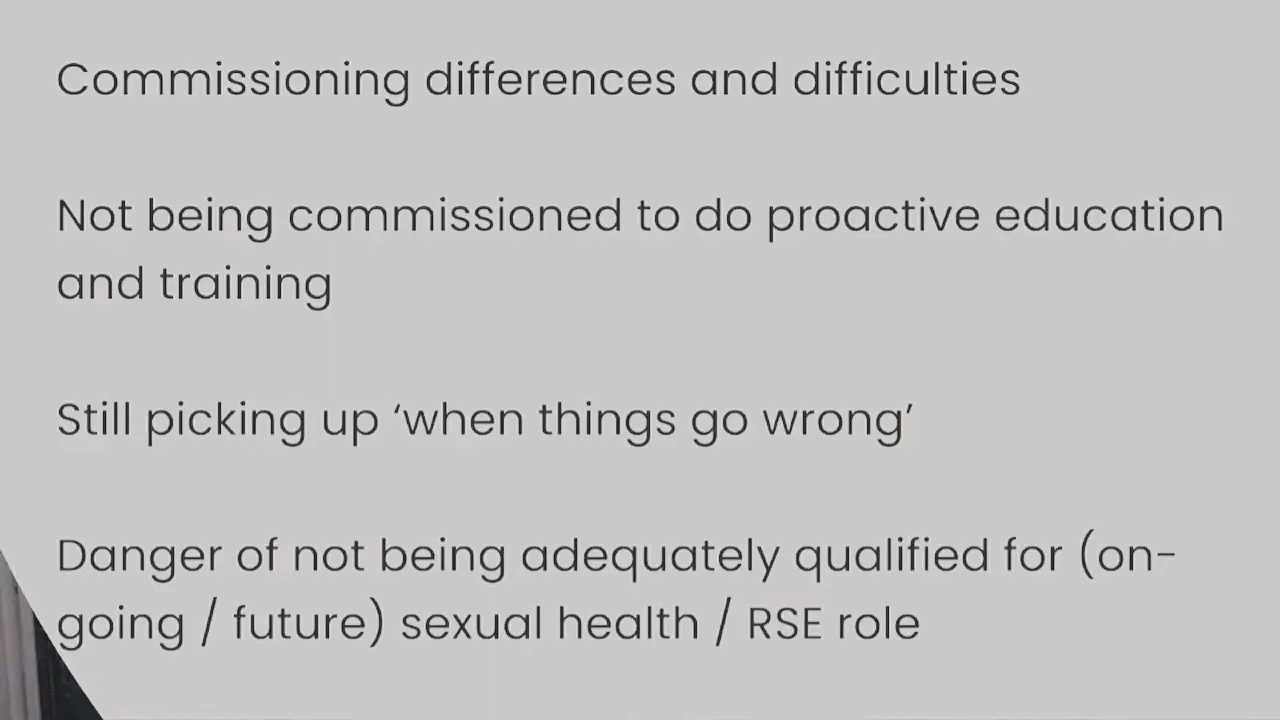 Commissioning differences and difficulties
Not being commissioned to do proactive education
and training
Still picking up ‘when things go wrong’
Danger of not being adequately qualified for (on-
going / future) sexual health / RSE role